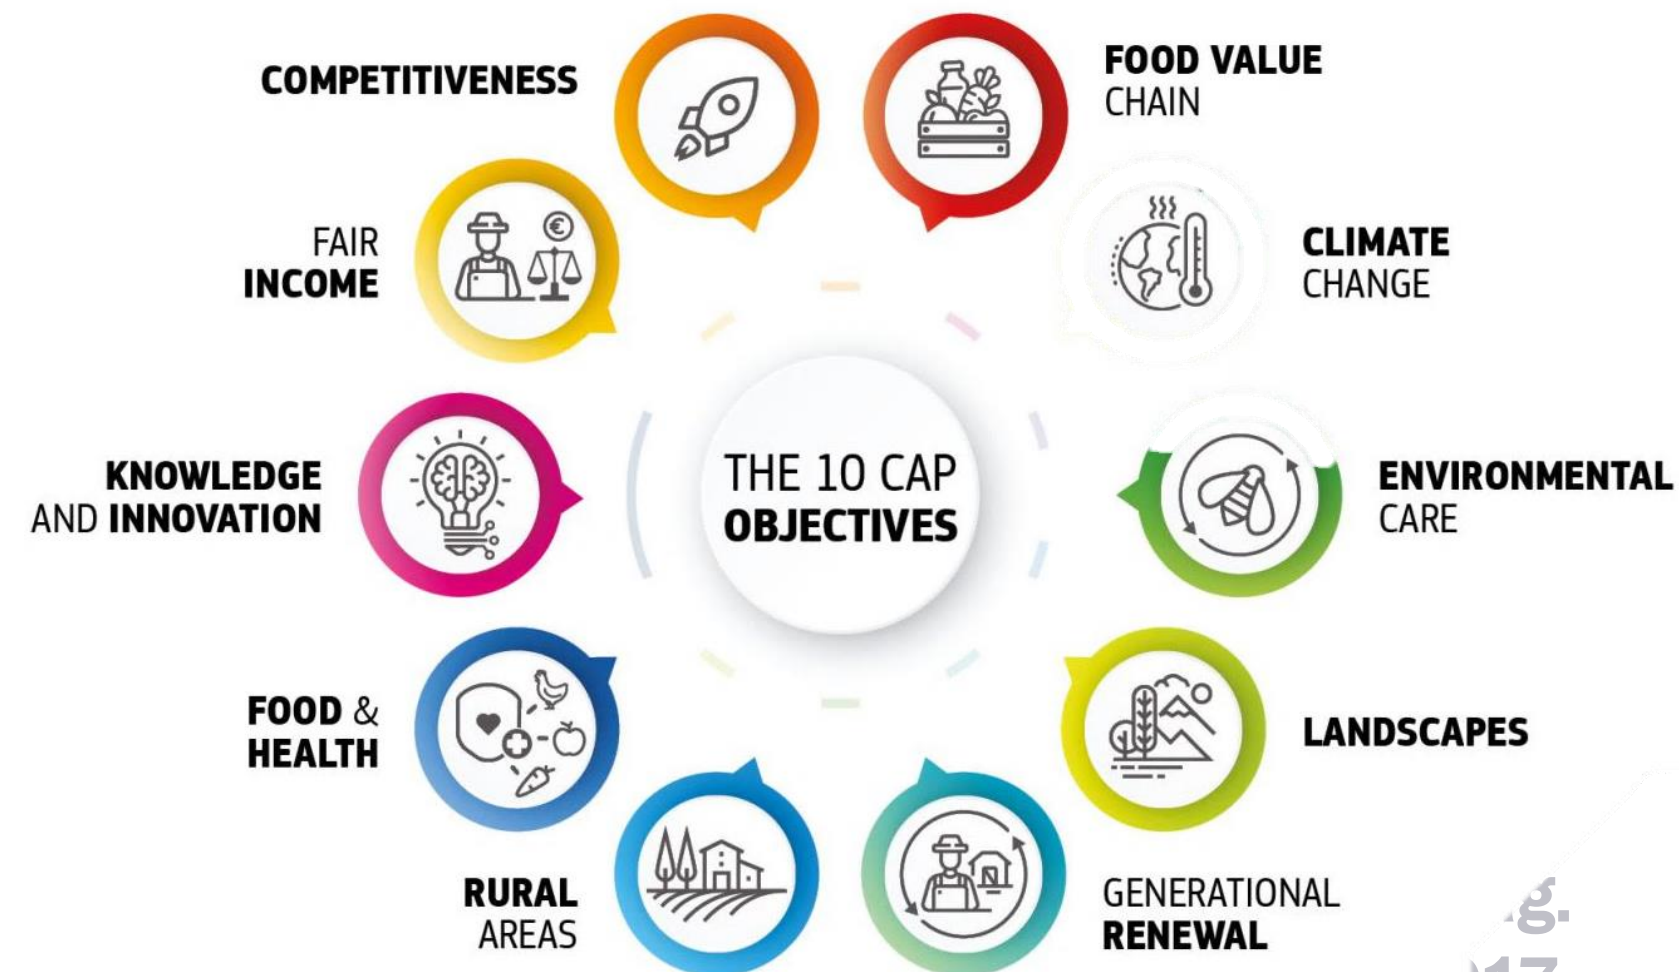 COMPETITIVENESS
FOOD VALUE
CHAIN
FAIR
INCOME
€
CLIMATE
CHANGE
KNOWLEDGE
AND INNOVATION
THE 10 CAP
OBJECTIVES
ENVIRONMENTAL
CARE
FOOD &
HEALTH
LANDSCAPES
RURAL
AREAS
GENERATIONAL
RENEWAL